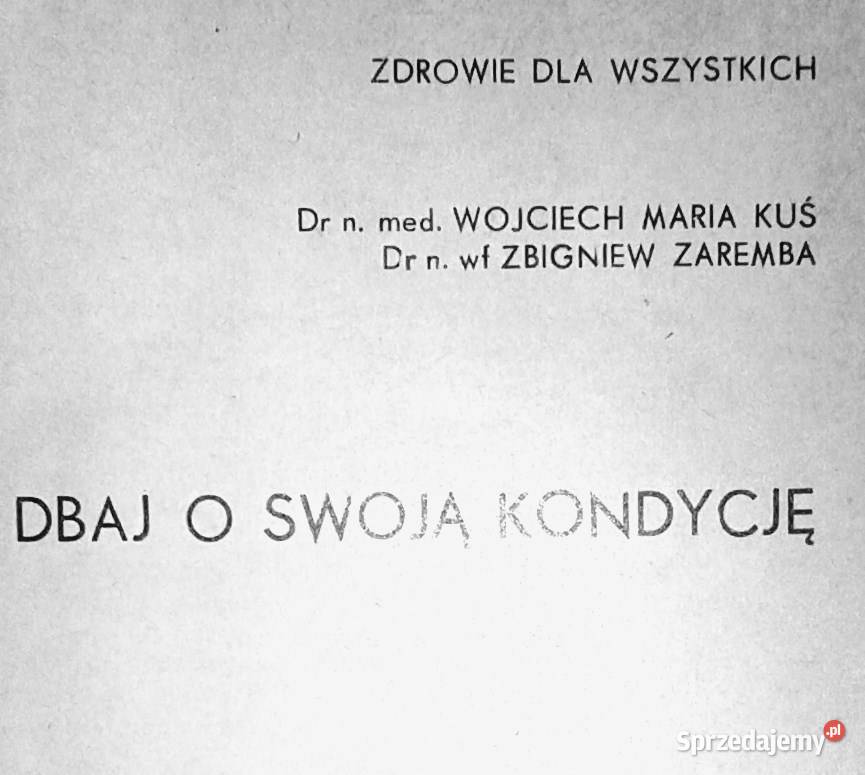 ZDROWIE DLA WSZYSTKICH
Dr n. med. WOJCIECH MARIA KUŚ
Dr n. wf ZBIGNIEW ZAREMBA
DBAJ O SWOJĄ KONDYCJĘ
Sprzedajemy.pl